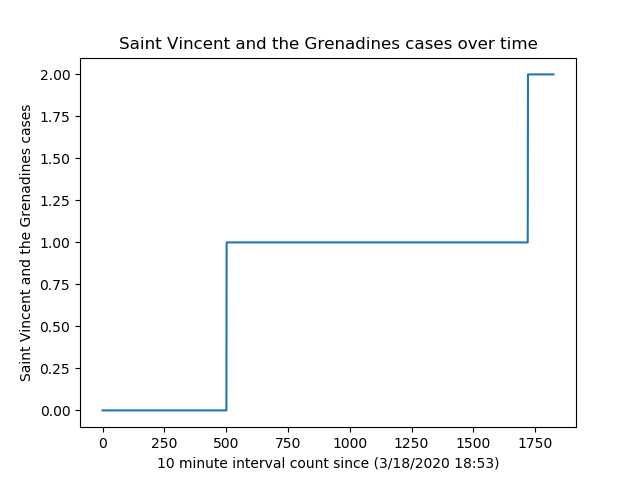 Saint Vincent and the Grenadines cases over time
Saint Vincent and the Grenadines cases
2.00
1.75
1.50
1.25
1.00
0.75
0.50
0.25
0.00
0 250 500 750 1000 1250 1500 1750
10 minute interval count since (3/18/2020 18:53)